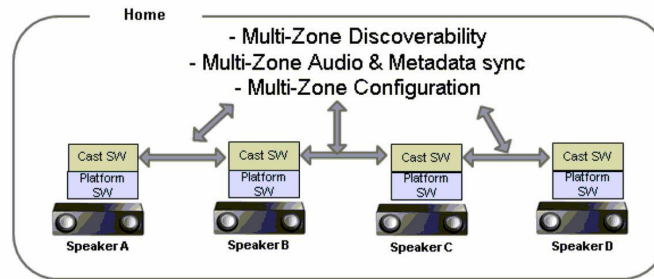 Home
- Multi-Zone Discoverability
- Multi-Zone Audio & Metadata sync
- Multi-Zone Configuration
Cast SW
Cast SW
Cast SW
Cast SW
Platform
SW
Platform
SW
Platform
SW
Platform
SW
Speaker A
Speaker B
Speaker C
Speaker D